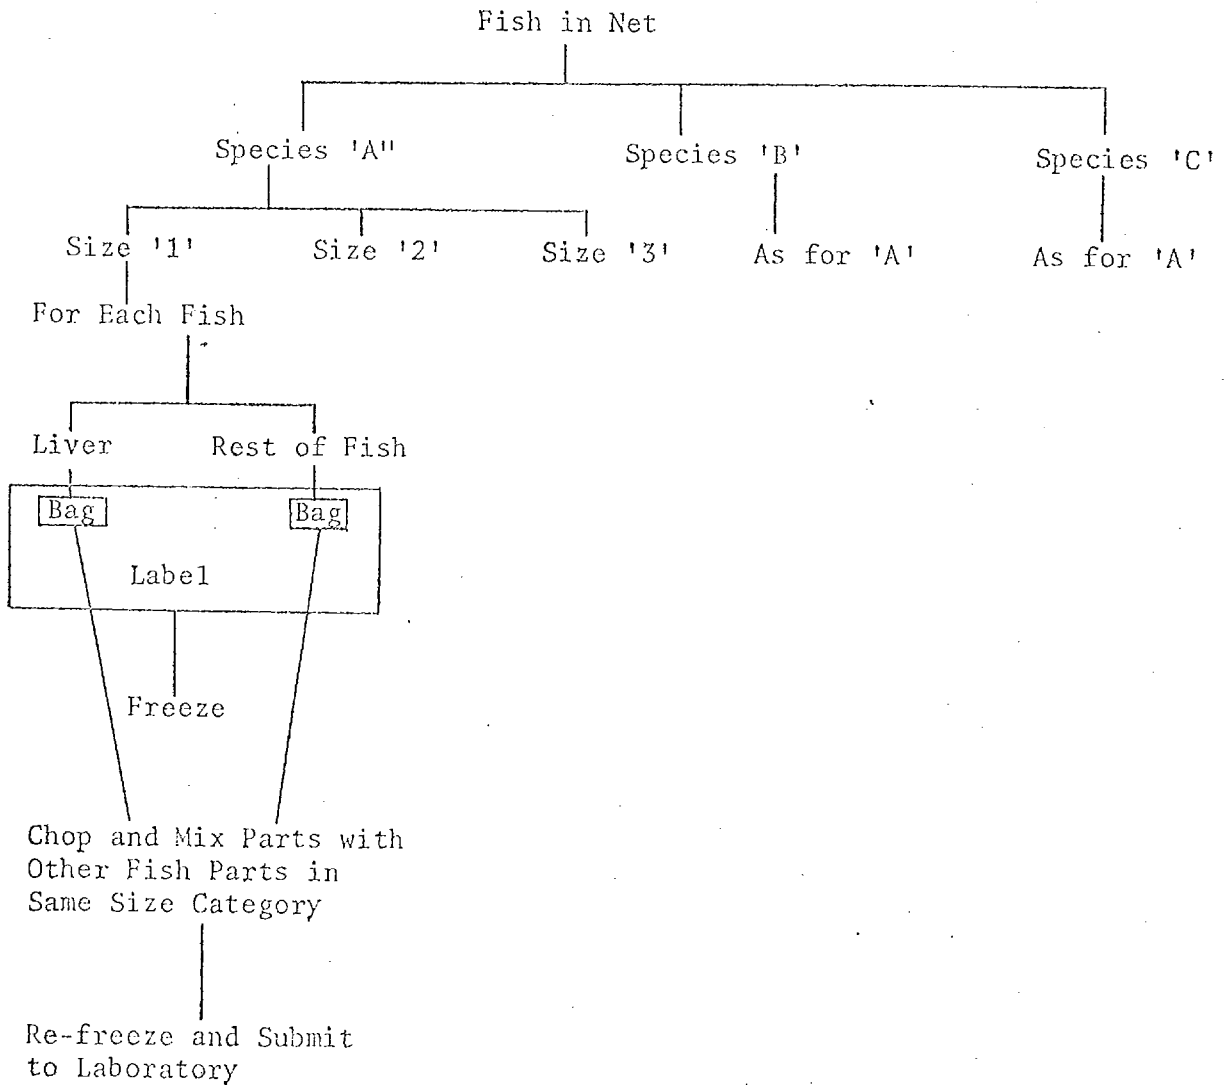 Fish in Net
Species 'A"
Species 'B'
Species 'C'
Size '1'
Size '2'
Size '3'
As for 'A'
As for 'A'
For Each Fish
Liver
Rest of Fish
Bag
Bag
Label
Freeze
Chop and Mix Parts with
Other Fish Parts in
Same Size Category
Re-freeze and Submit
to Laboratory